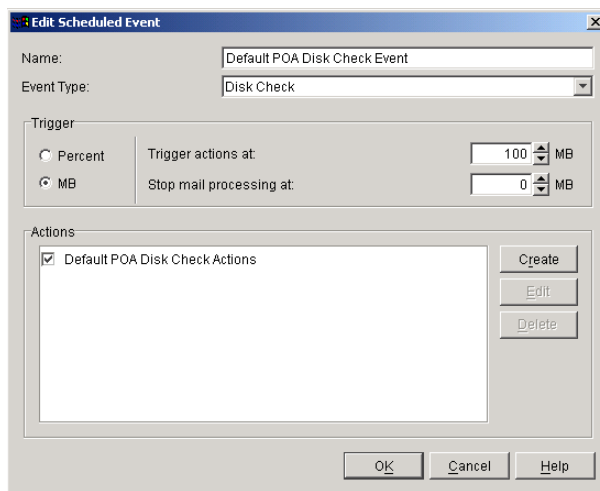 Edit Scheduled Event
Name: Default POA Disk Check Event
Event Type: Disk Check
Trigger
Percent
MB
Trigger actions at: 100 MB
Stop mail processing at: 0 MB
Actions
Default POA Disk Check Actions
Create
Edit
Delete
OK Cancel Help